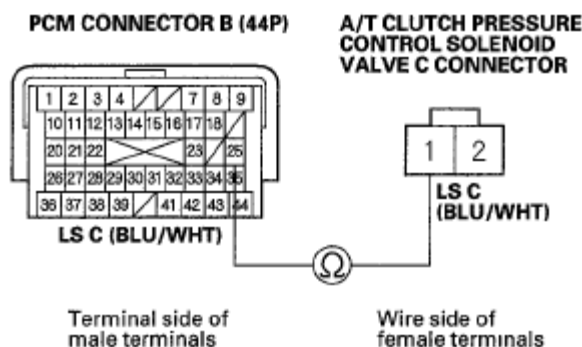 PCM CONNECTOR B (44P)
A/T CLUTCH PRESSURE
CONTROL SOLENOID
VALVE C CONNECTOR
1 2 3 4 7 8 9
10 11 12 13 14 15 16 17 18
20 21 22 23 25
26 27 28 29 30 31 32 33 34 35
36 37 38 39 41 42 43 44
LS C (BLU/WHT)
1 2
LS C
(BLU/WHT)
Ω
Terminal side of
male terminals
Wire side of
female terminals